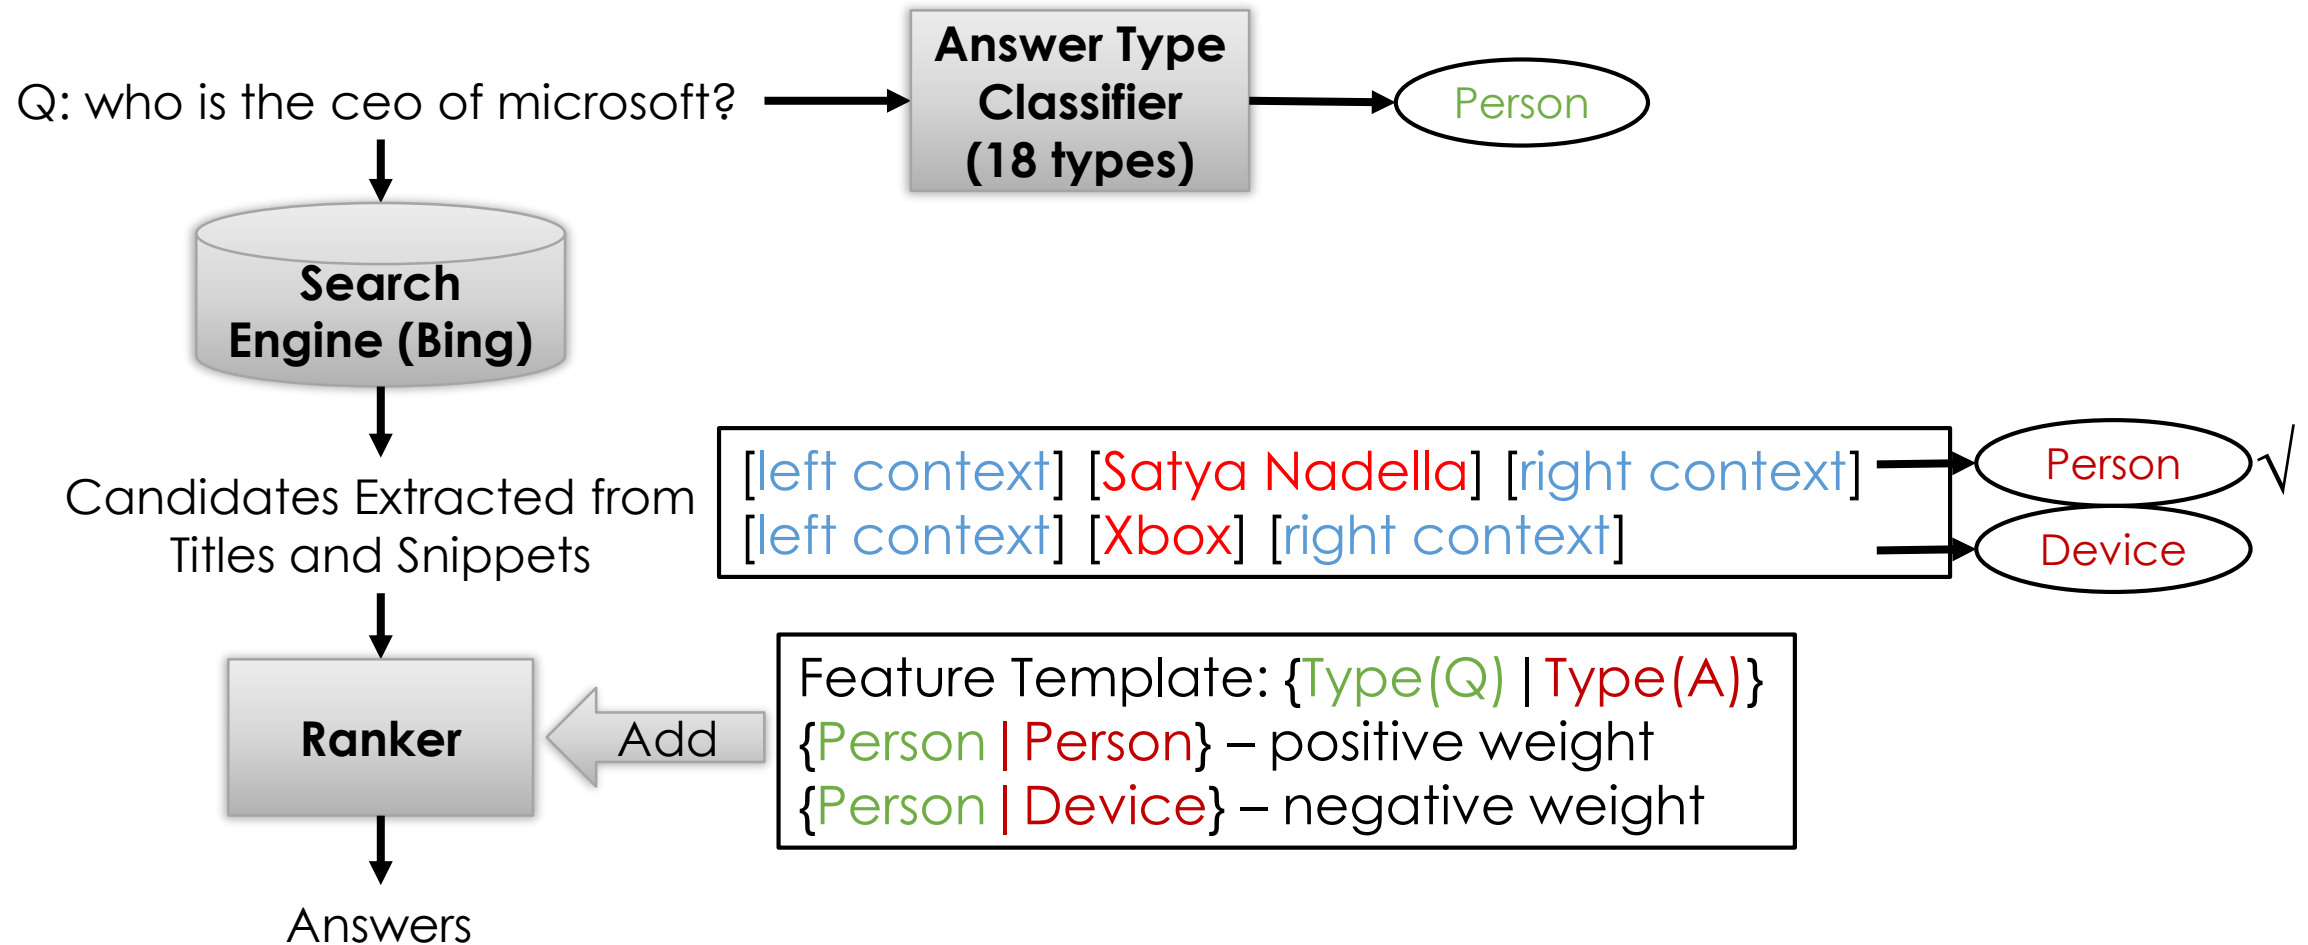 Q: who is the ceo of microsoft?
Answer Type
Classifier
(18 types)
Person
Search
Engine (Bing)
Candidates Extracted from
Titles and Snippets
[left context] [Satya Nadella] [right context]
[left context] [Xbox] [right context]
Person √
Device
Ranker
Add
Feature Template: {Type(Q)|Type(A)}
{Person|Person} – positive weight
{Person|Device} – negative weight
Answers